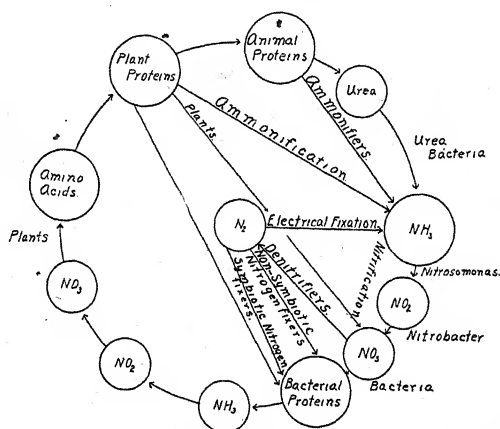 Plant
Proteins
Animal
Proteins
Urea
Urea
Bacteria
Ammonifiers.
Ammonification
Plants.
Amino
Acids.
Plants
N₂
Electrical Fixation.
NH₃
Nitrosomonas.
Nitrification
NO₂
Nitrobacter
Denitrifiers.
Non-Symbiotic
Nitrogen Fixers
Symbiotic Nitrogen
Fixers.
NO₃
NO₃
Bacteria
Bacterial
Proteins
NH₃
NO₂